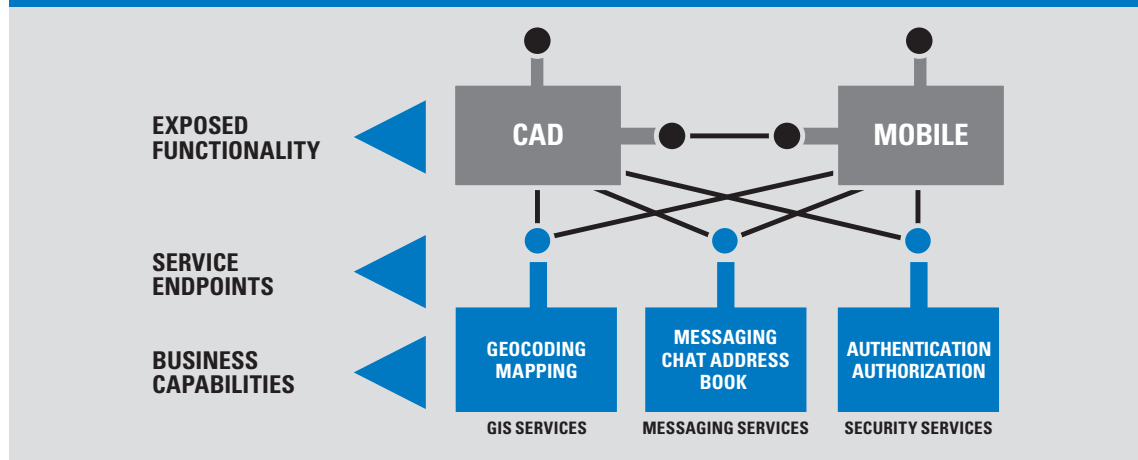 EXPOSED
FUNCTIONALITY
CAD
MOBILE
SERVICE
ENDPOINTS
BUSINESS
CAPABILITIES
GEOCODING
MAPPING
MESSAGING
CHAT ADDRESS
BOOK
AUTHENTICATION
AUTHORIZATION
GIS SERVICES
MESSAGING SERVICES
SECURITY SERVICES